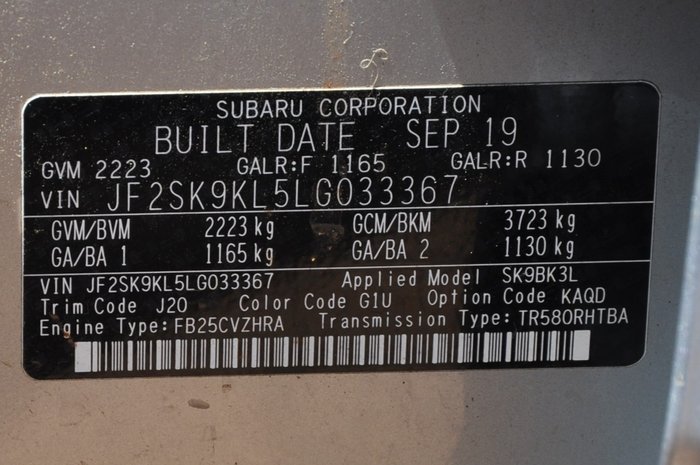 SUBARU CORPORATION
BUILT DATE SEP 19
GVM 2223 GALR:F 1165 GALR:R 1130
VIN JF2SK9KL5LG033367
GVM/BVM 2223 kg GCM/BKM 3723 kg
GA/BA 1 1165 kg GA/BA 2 1130 kg
VIN JF2SK9KL5LG033367 Applied Model SK9BK3L
Trim Code J20 Color Code G1U Option Code KAQD
Engine Type: FB25CVZHRA Transmission Type: TR580RHTBA